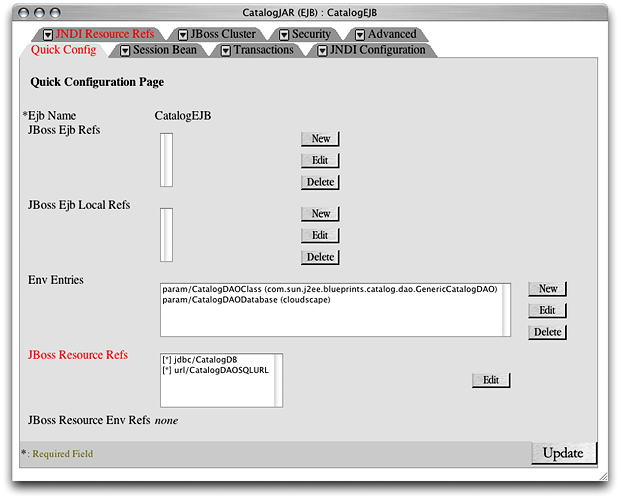 CatalogJAR (EJB) : CatalogEJB
JNDI Resource Refs JBoss Cluster Security Advanced
Quick Config Session Bean Transactions JNDI Configuration
Quick Configuration Page
*Ejb Name CatalogEJB
JBoss Ejb Refs
New
Edit
Delete
JBoss Ejb Local Refs
New
Edit
Delete
Env Entries
param/CatalogDAOClass (com.sun.j2ee.blueprints.catalog.dao.GenericCatalogDAO)
param/CatalogDAODatabase (cloudscape)
New
Edit
Delete
JBoss Resource Refs
[*] jdbc/CatalogDB
[*] url/CatalogDAOSQLURL
Edit
JBoss Resource Env Refs none
*: Required Field
Update